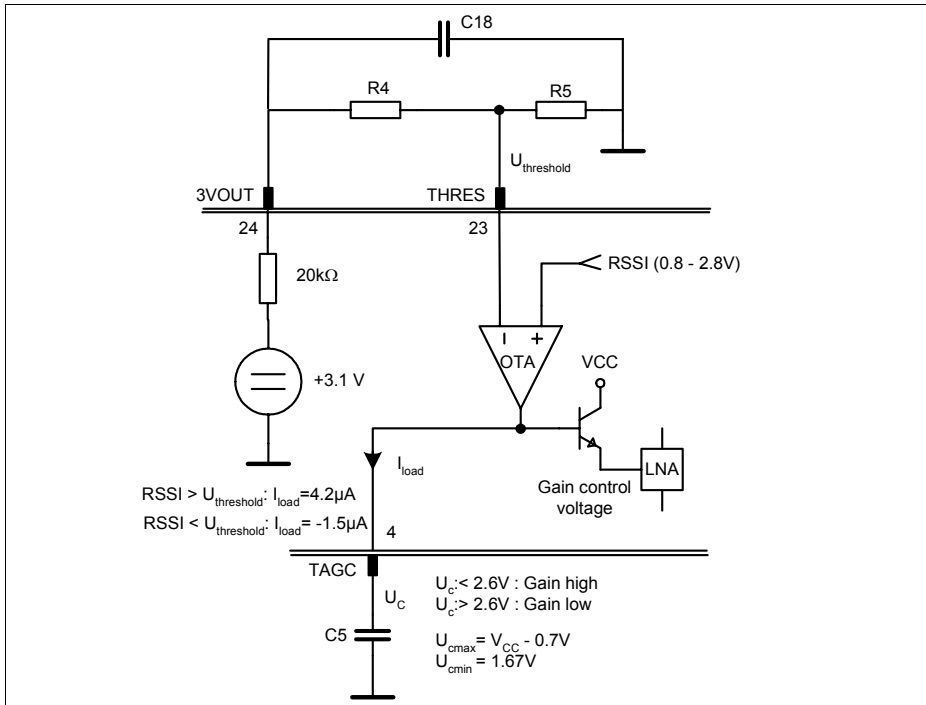 C18
R4
R5
Uthreshold
3VOUT
THRES
24
23
20kΩ
RSSI (0.8 - 2.8V)
OTA
VCC
+3.1 V
Iload
LNA
Gain control
voltage
RSSI > Uthreshold: Iload=4.2µA
RSSI < Uthreshold: Iload= -1.5µA
4
TAGC
UC
Uc:< 2.6V : Gain high
Uc:> 2.6V : Gain low
C5
Ucmax= VCC - 0.7V
Ucmin = 1.67V